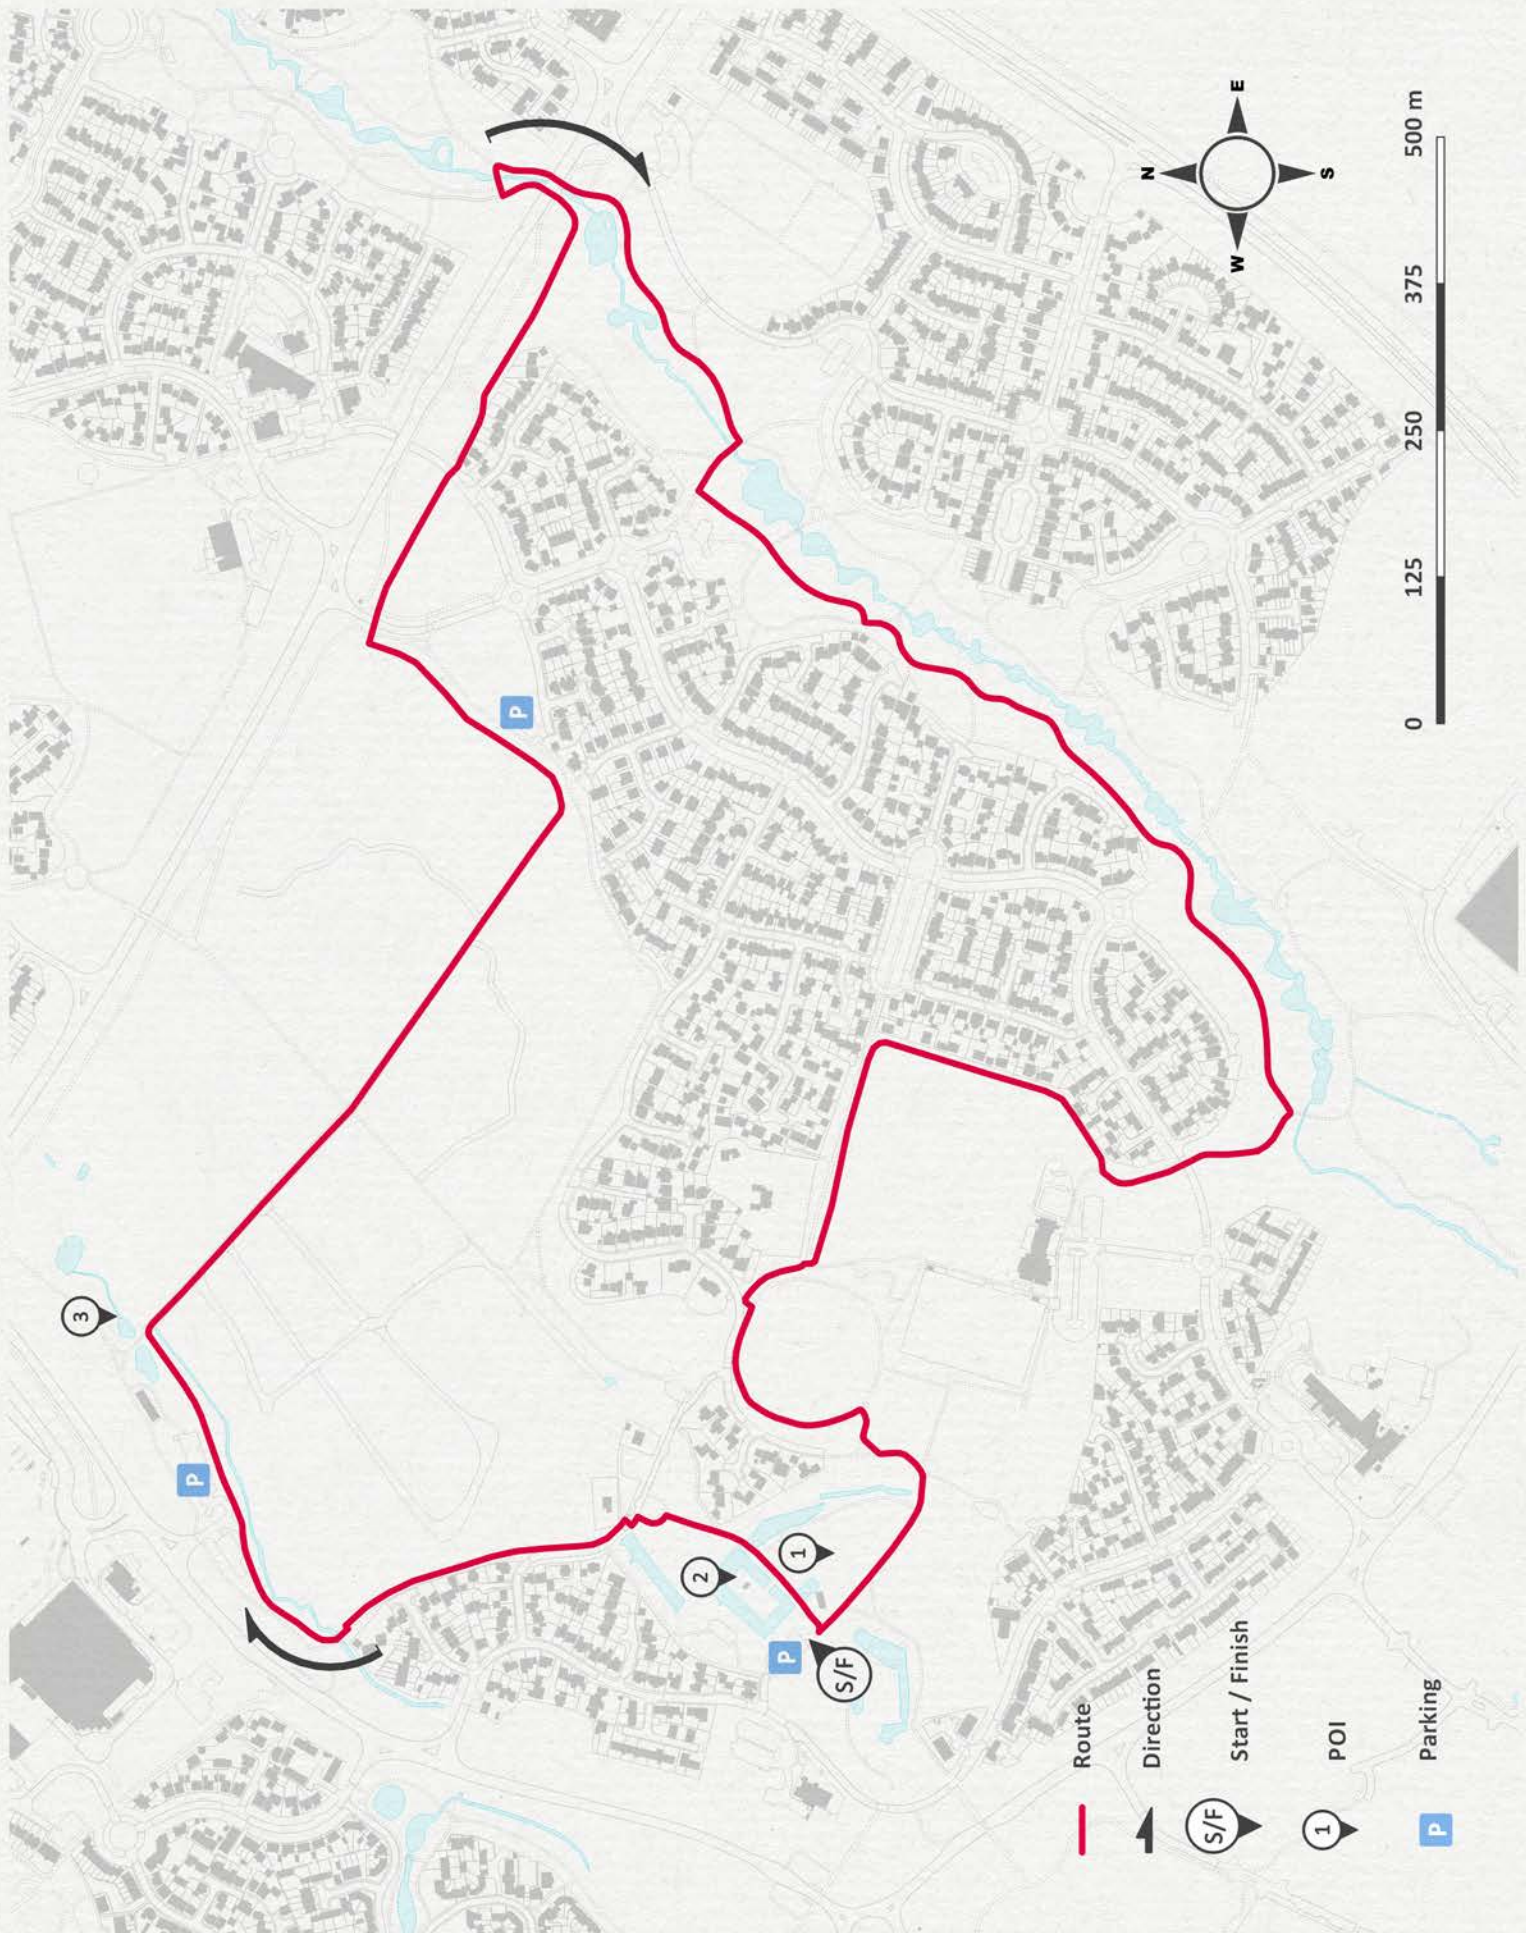 3
P
P
2
1
P
S/F
N
W
E
S
Route
Direction
S/F
Start / Finish
1
POI
P
Parking
0
125
250
375
500 m